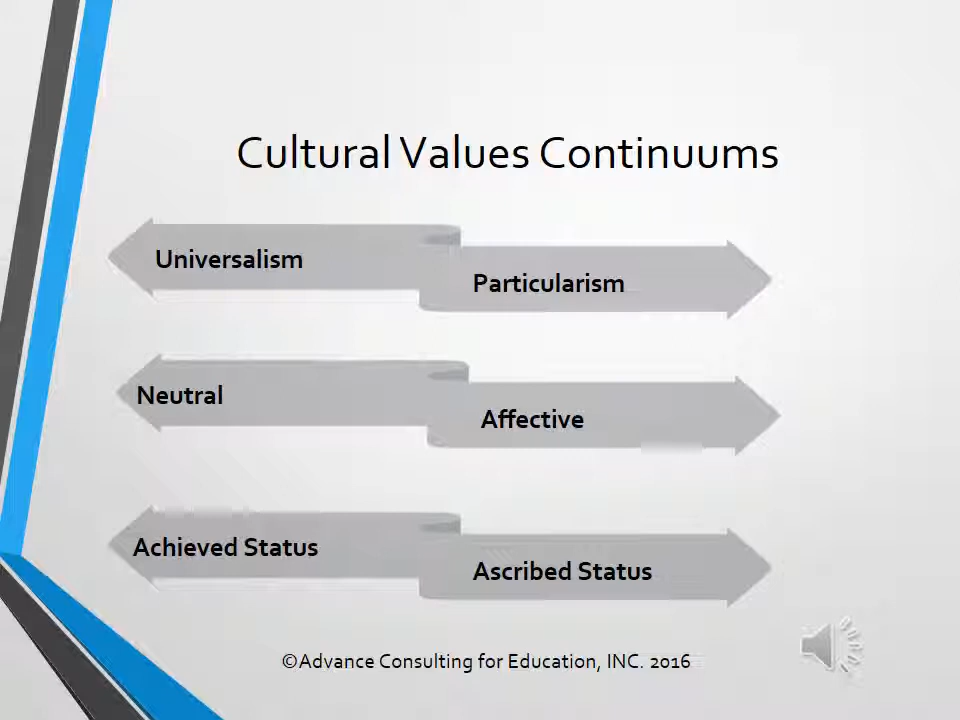 Cultural Values Continuums
Universalism
Particularism
Neutral
Affective
Achieved Status
Ascribed Status
©Advance Consulting for Education, INC. 2016